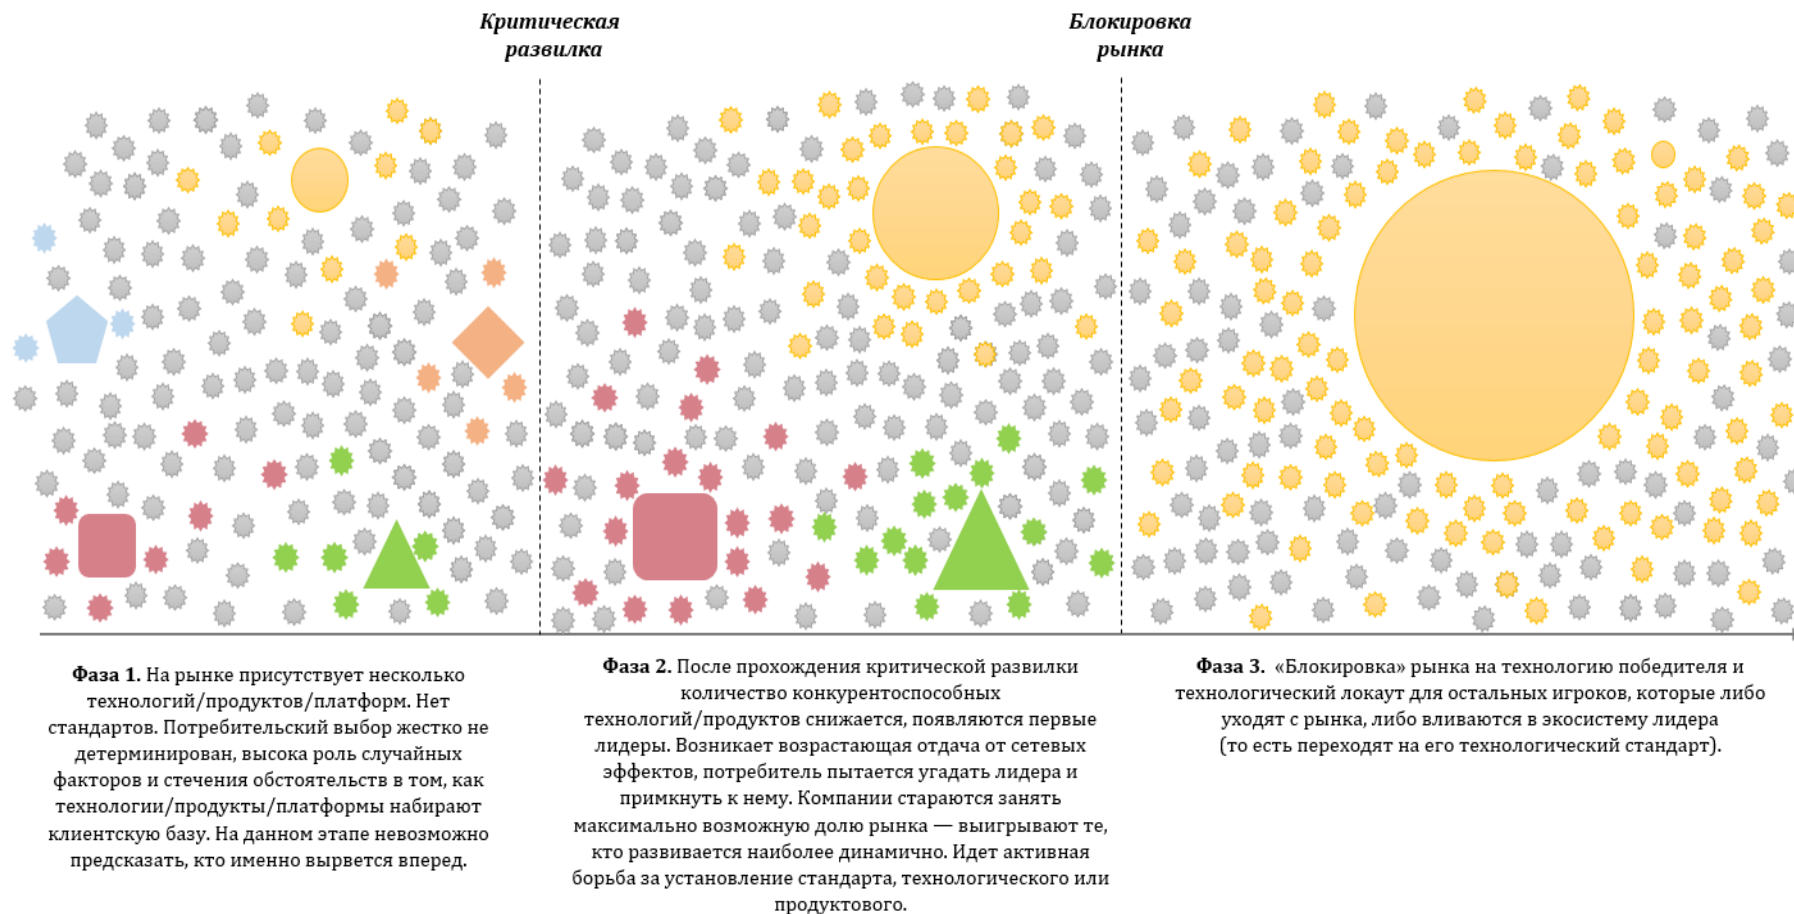 Критическая
развилка
Блокировка
рынка
Фаза 1. На рынке присутствует несколько
технологий/продуктов/платформ. Нет
стандартов. Потребительский выбор жестко не
детерминирован, высока роль случайных
факторов и стечения обстоятельств в том, как
технологии/продукты/платформы набирают
клиентскую базу. На данном этапе невозможно
предсказать, кто именно вырвется вперед.
Фаза 2. После прохождения критической развилки
количество конкурентоспособных
технологий/продуктов снижается, появляются первые
лидеры. Возникает возрастающая отдача от сетевых
эффектов, потребитель пытается угадать лидера и
примкнуть к нему. Компании стараются занять
максимально возможную долю рынка — выигрывают те,
кто развивается наиболее динамично. Идет активная
борьба за установление стандарта, технологического или
продуктового.
Фаза 3. «Блокировка» рынка на технологию победителя и
технологический локаут для остальных игроков, которые либо
уходят с рынка, либо вливаются в экосистему лидера
(то есть переходят на его технологический стандарт).